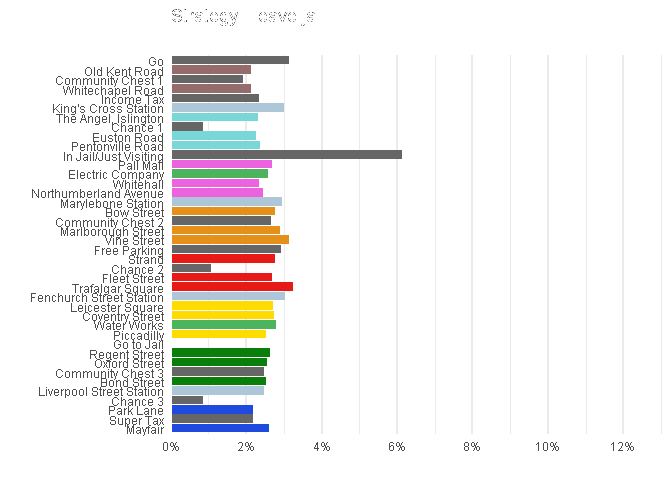 Strategy
Go
Old Kent Road
Community Chest 1
Whitechapel Road
Income Tax
King's Cross Station
The Angel, Islington
Chance 1
Euston Road
Pentonville Road
In Jail/Just Visiting
Pall Mall
Electric Company
Whitehall
Northumberland Avenue
Marylebone Station
Bow Street
Community Chest 2
Marlborough Street
Vine Street
Free Parking
Strand
Chance 2
Fleet Street
Trafalgar Square
Fenchurch Street Station
Leicester Square
Coventry Street
Water Works
Piccadilly
Go to Jail
Regent Street
Oxford Street
Community Chest 3
Bond Street
Liverpool Street Station
Chance 3
Park Lane
Super Tax
Mayfair
0% 2% 4% 6% 8% 10% 12%